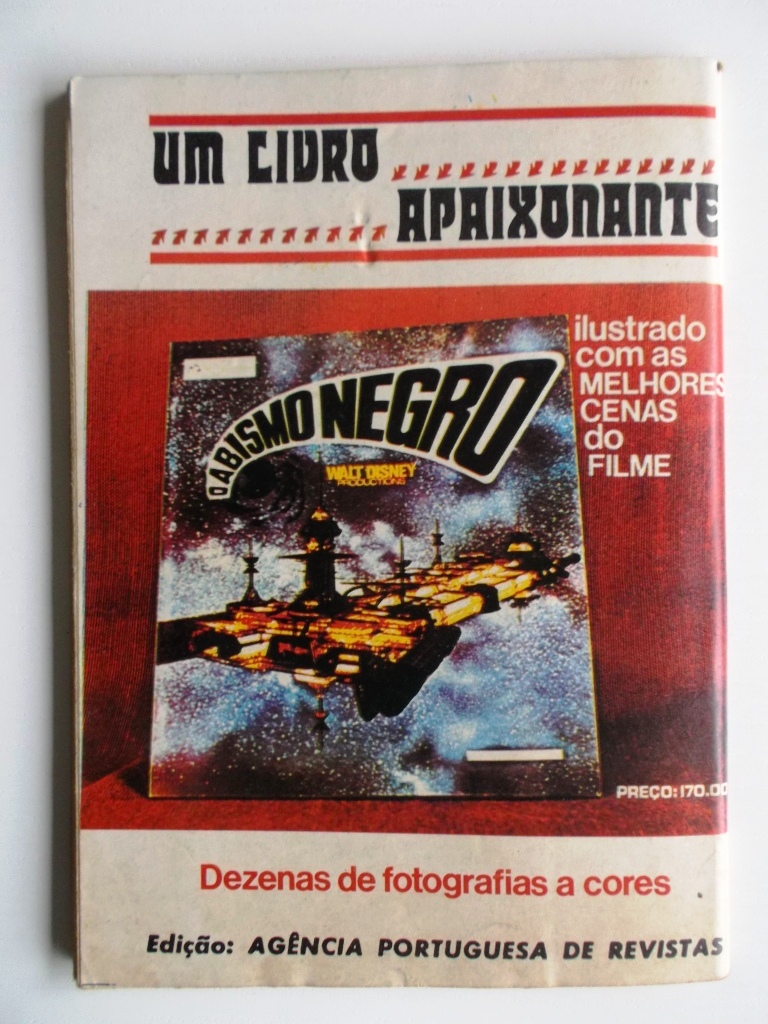 UM LIVRO
APAIXONANTE
ilustrado
com as
MELHORES
CENAS
do
FILME
O ABISMO NEGRO
WALT DISNEY
PRODUCTIONS
PREÇO: 170.00
Dezenas de fotografias a cores
Edição: AGÊNCIA PORTUGUESA DE REVISTAS